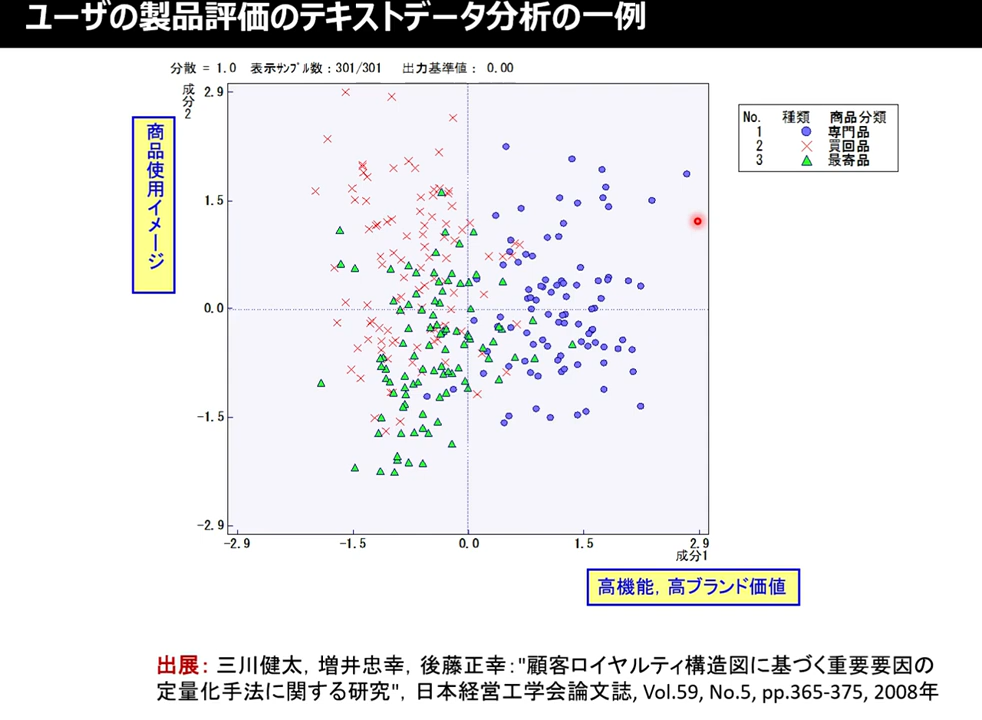 ユーザの製品評価のテキストデータ分析の一例
分散 = 1.0 表示ｻﾝﾌﾟﾙ数 : 301/301 出力基準値 : 0.00
成分2
2.9
1.5
0.0
-1.5
-2.9
商品使用イメージ
No. 種類 商品分類
1 専門品
2 買回品
3 最寄品
-2.9 -1.5 0.0 1.5 2.9
成分1
高機能，高ブランド価値
出展： 三川健太，増井忠幸，後藤正幸："顧客ロイヤルティ構造図に基づく重要要因の
定量化手法に関する研究"，日本経営工学会論文誌, Vol.59, No.5, pp.365-375, 2008年